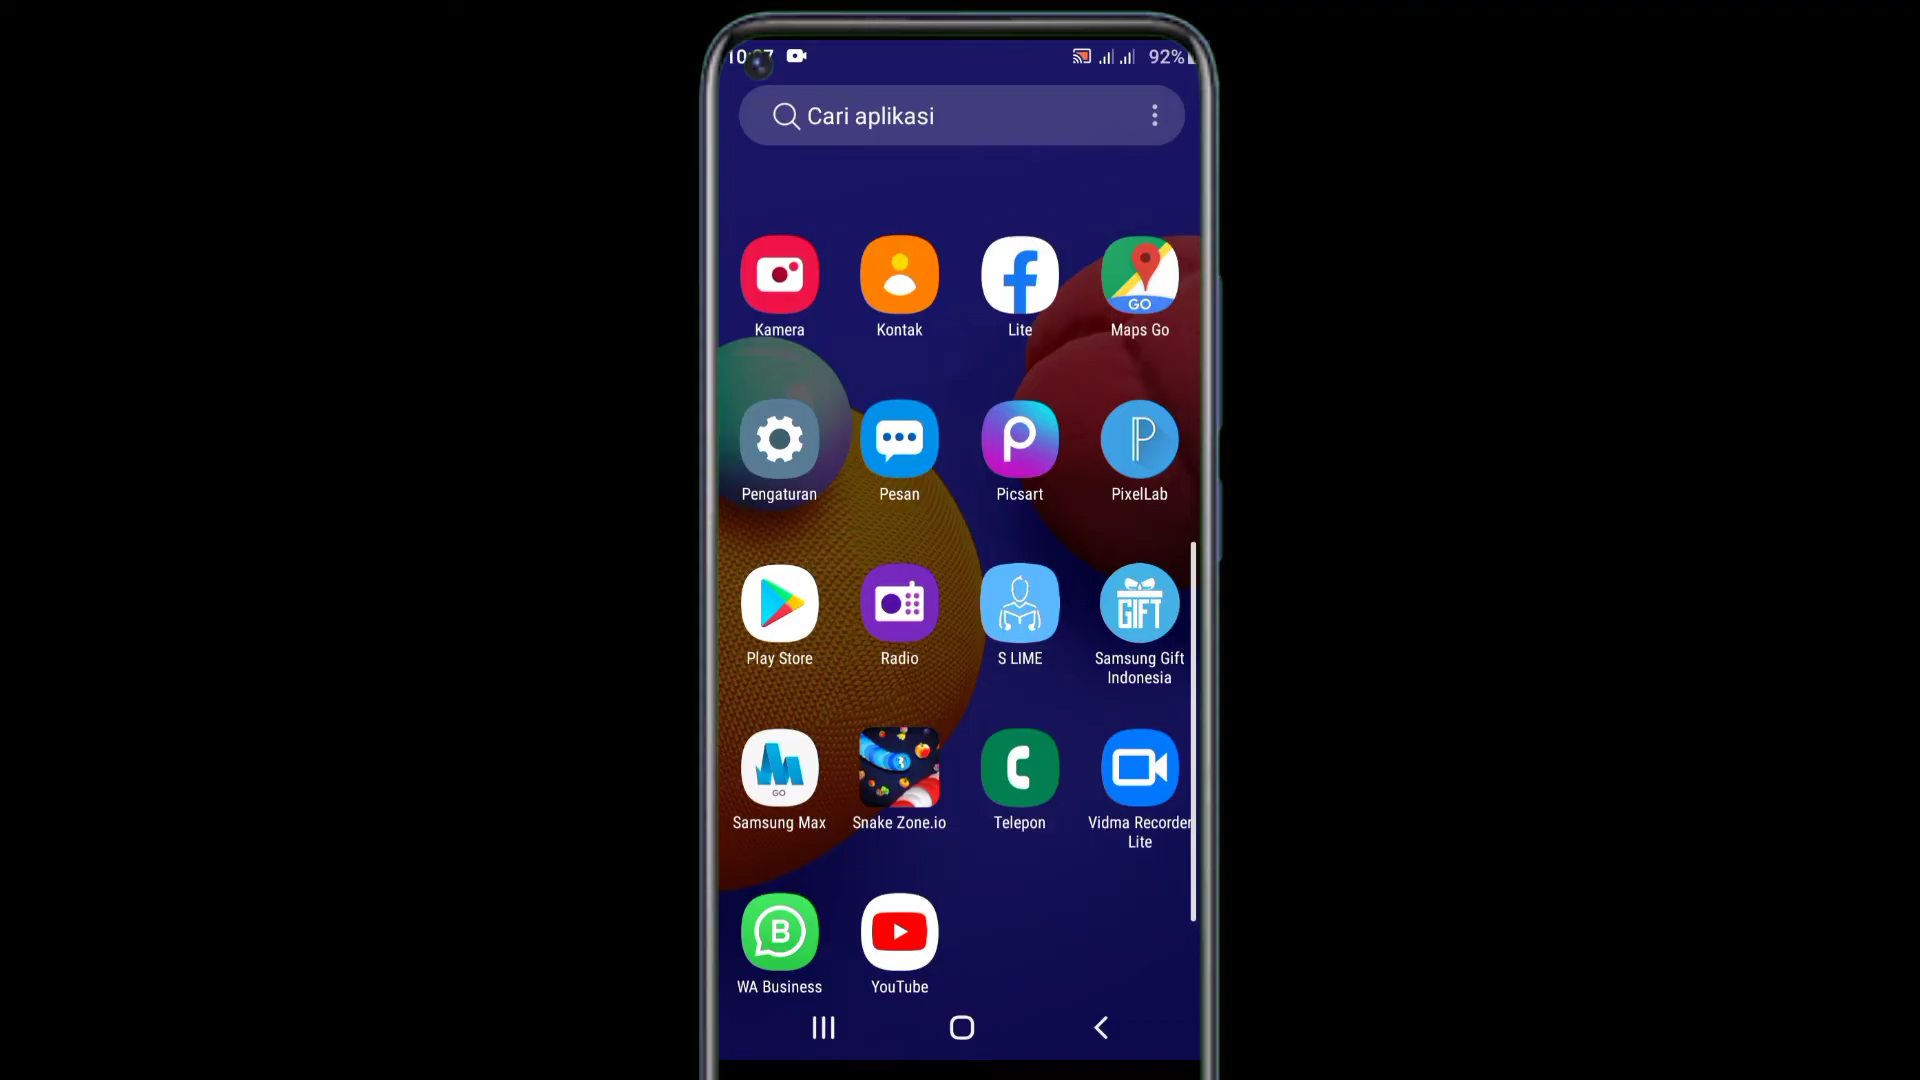 92%
Cari aplikasi
GO
Kamera
Kontak
Lite
Maps Go
Pengaturan
Pesan
Picsart
PixelLab
GIFT
Play Store
Radio
S LIME
Samsung Gift
Indonesia
GO
Samsung Max
Snake Zone.io
Telepon
Vidma Recorder
Lite
B
WA Business
YouTube